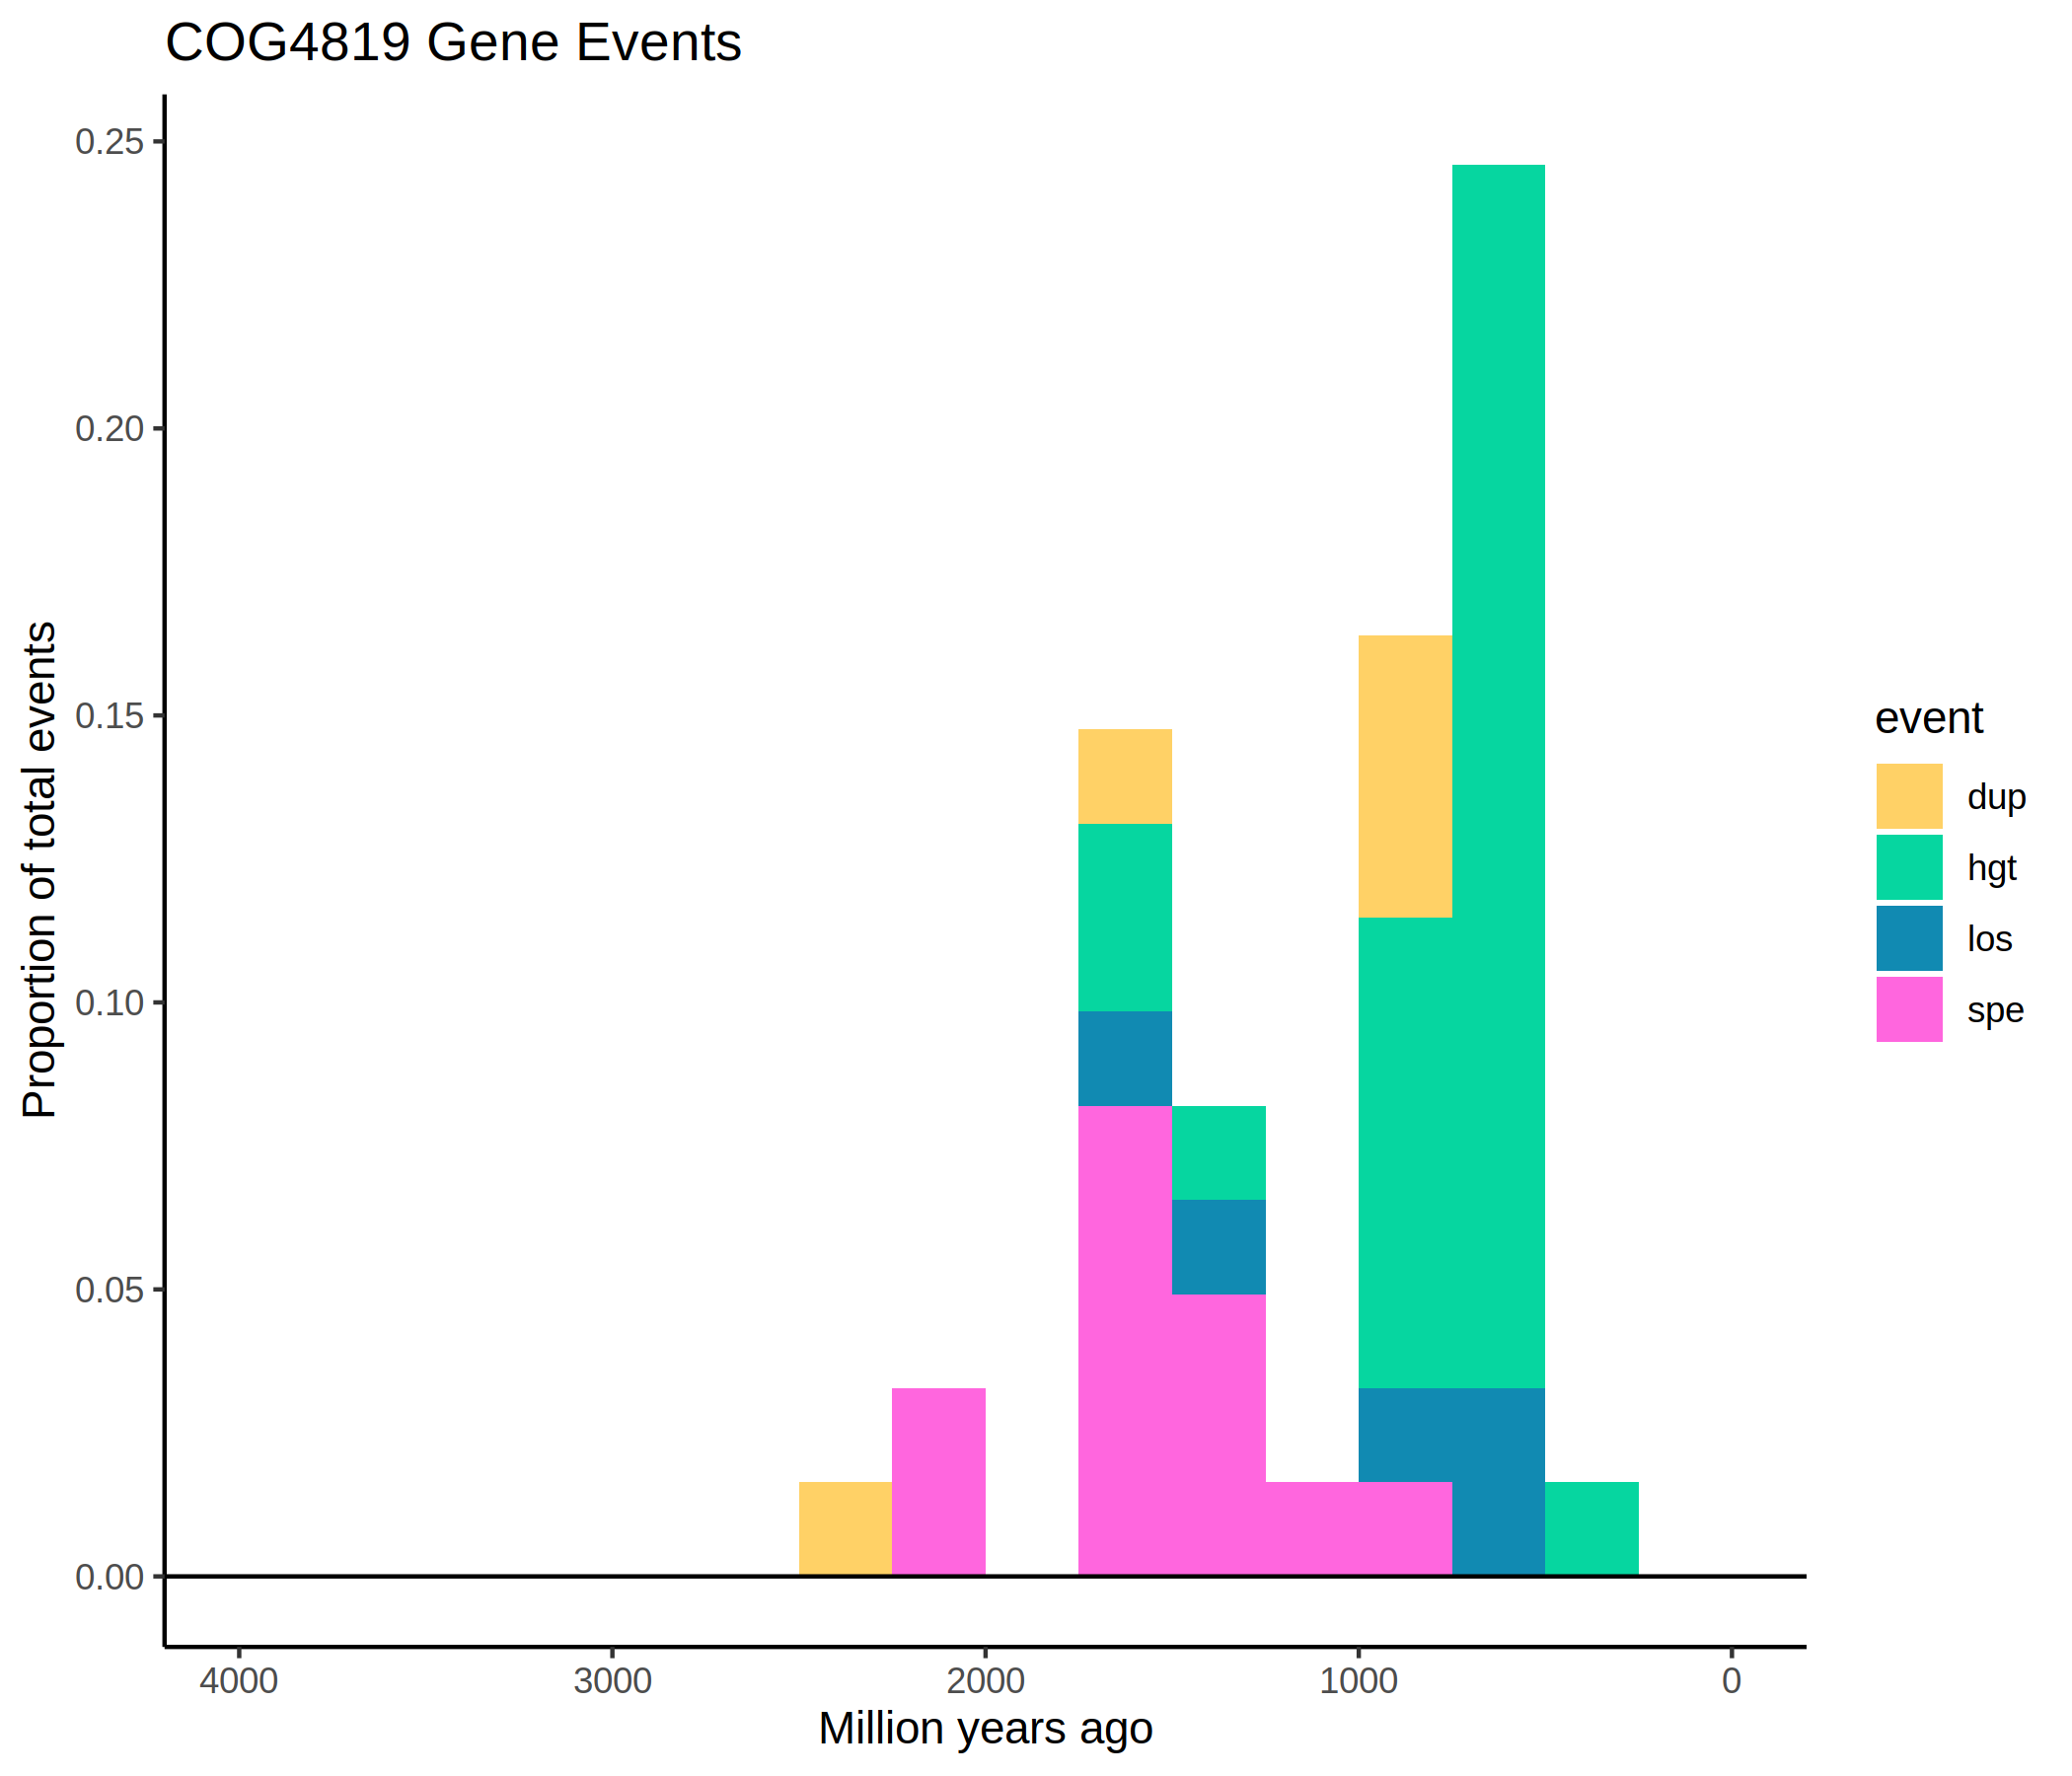 COG4819 Gene Events
Proportion of total events
0.25
0.20
0.15
0.10
0.05
0.00
4000 3000 2000 1000 0
Million years ago
event
dup
hgt
los
spe